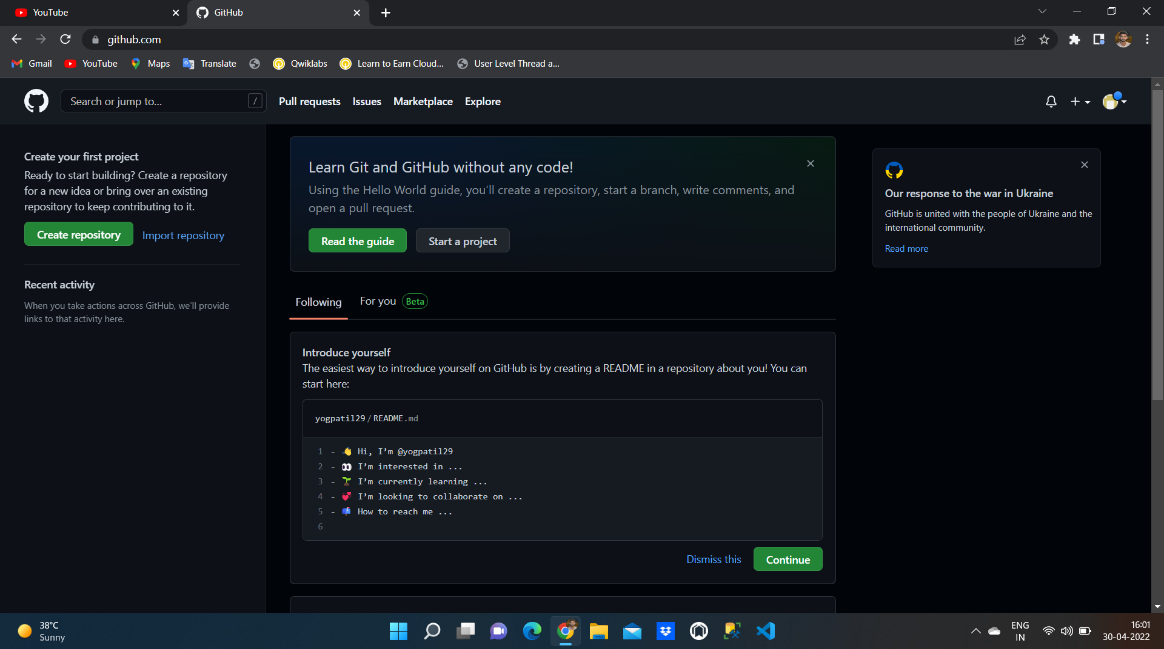 YouTube
GitHub
github.com
Gmail
YouTube
Maps
Translate
Qwiklabs
Learn to Earn Cloud...
User Level Thread a...
Search or jump to...
/
Pull requests
Issues
Marketplace
Explore
Create your first project
Ready to start building? Create a repository
for a new idea or bring over an existing
repository to keep contributing to it.
Create repository
Import repository
Recent activity
When you take actions across GitHub, we'll provide
links to that activity here.
Learn Git and GitHub without any code!
Using the Hello World guide, you'll create a repository, start a branch, write comments, and
open a pull request.
Read the guide
Start a project
Following
For you
Beta
Introduce yourself
The easiest way to introduce yourself on GitHub is by creating a README in a repository about you! You can
start here:
yogpatil29/README.md
1 - 👋 Hi, I'm @yogpatil29
2 - 👀 I'm interested in ...
3 - 🌱 I'm currently learning ...
4 - 💞️ I'm looking to collaborate on ...
5 - 📫 How to reach me ...
6
Dismiss this
Continue
Our response to the war in Ukraine
GitHub is united with the people of Ukraine and the
international community.
Read more
38°C
Sunny
ENG
IN
16:01
30-04-2022